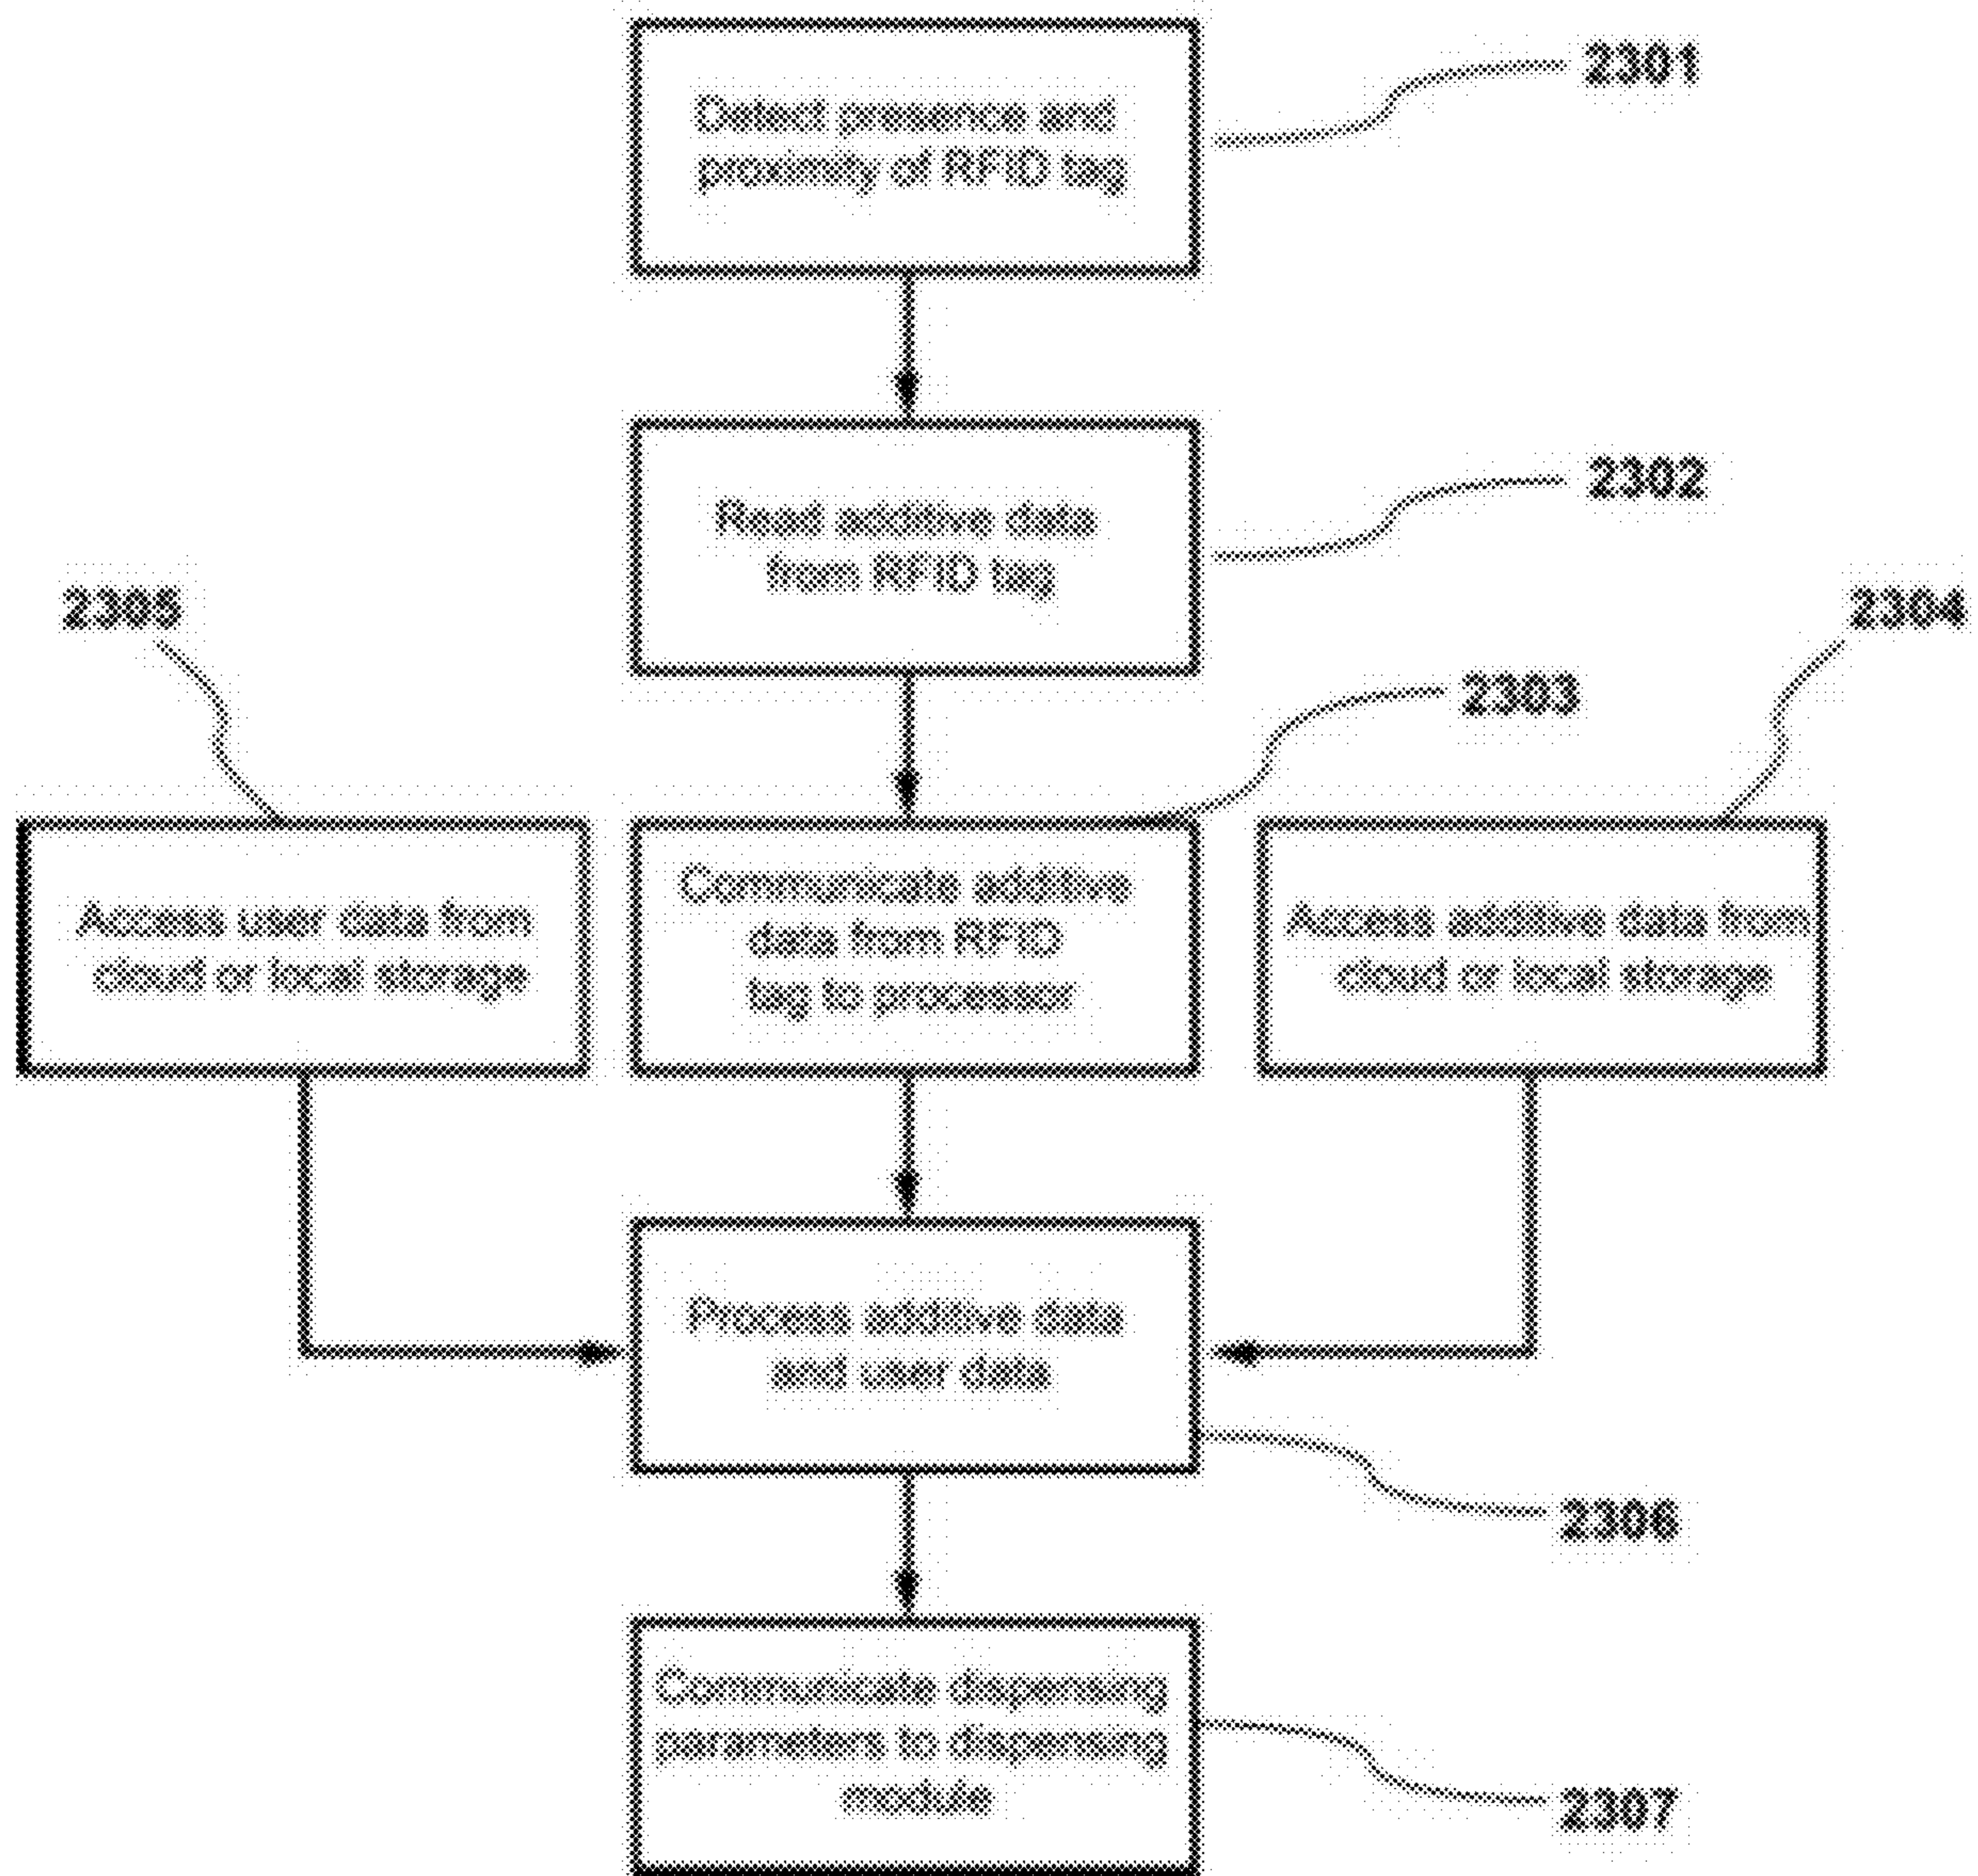 Detect presence and
proximity of RFID tag
2301
Read additive data
from RFID tag
2302
2305
2304
2303
Access user data from
cloud or local storage
Communicate additive
data from RFID
tag to processor
Access additive data from
cloud or local storage
Process additive data
and user data
2306
Communicate dispensing
parameters to dispensing
module
2307